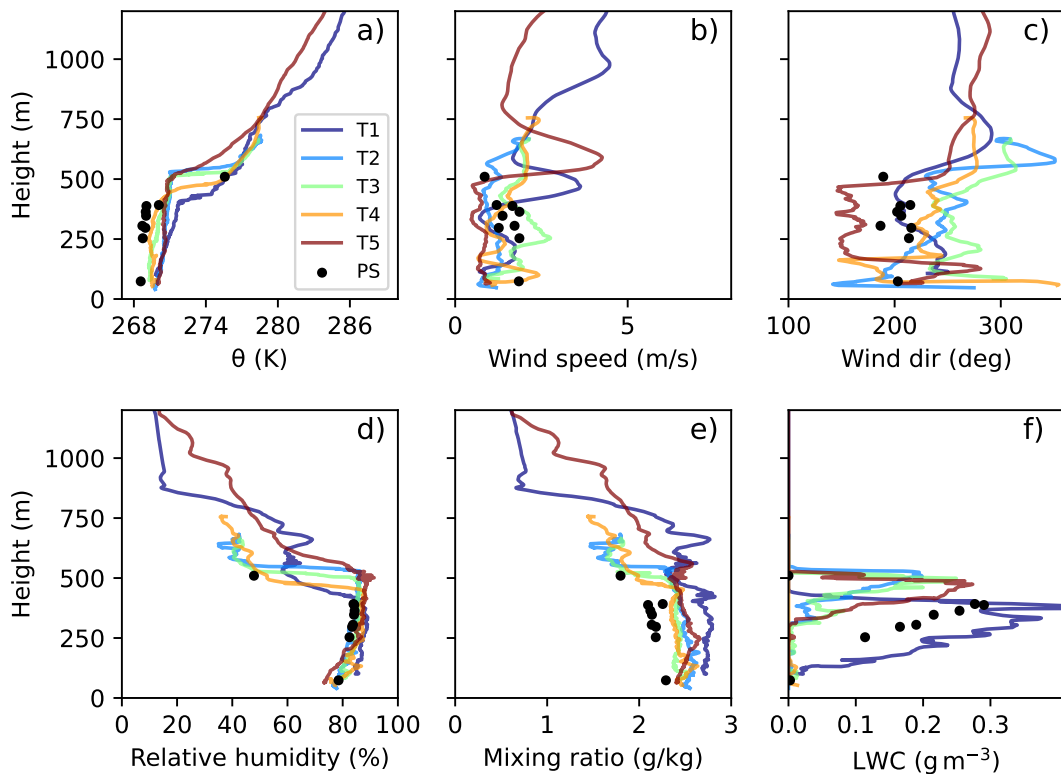 a)
b)
c)
1000
750
500
250
0
Height (m)
T1
T2
T3
T4
T5
PS
268 274 280 286
0 5
100 200 300
θ (K)
Wind speed (m/s)
Wind dir (deg)
d)
e)
f)
1000
750
500
250
0
Height (m)
0 20 40 60 80 100
0 1 2 3
0.0 0.1 0.2 0.3
Relative humidity (%)
Mixing ratio (g/kg)
LWC (g m⁻³)